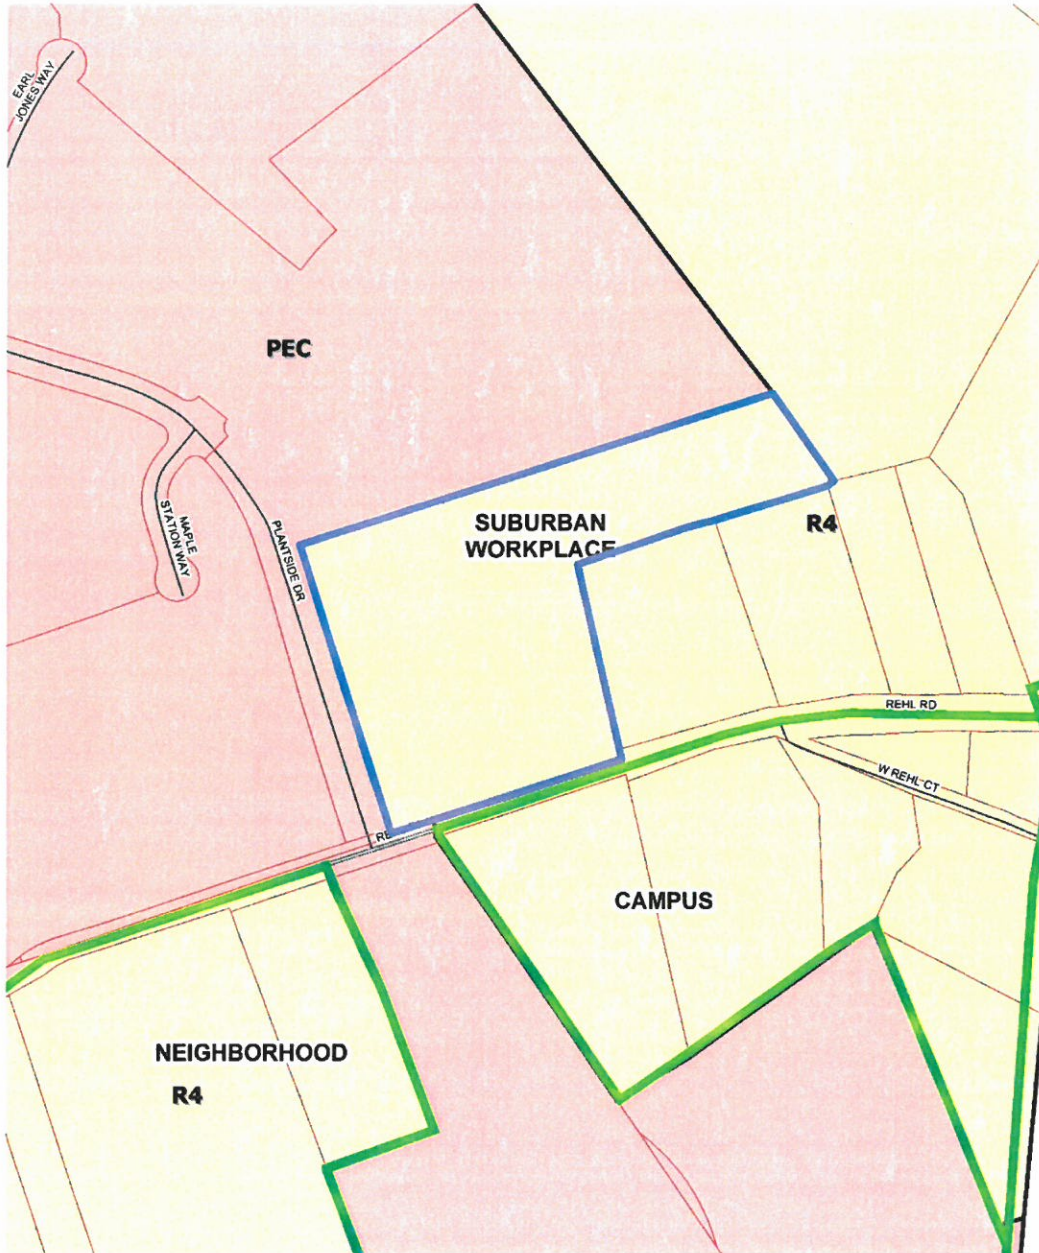 EARL
JONES WAY
PEC
MAPLE
STATION WAY
PLANTSIDE DR
SUBURBAN
WORKPLACE
R4
REHL RD
W REHL CT
CAMPUS
NEIGHBORHOOD
R4